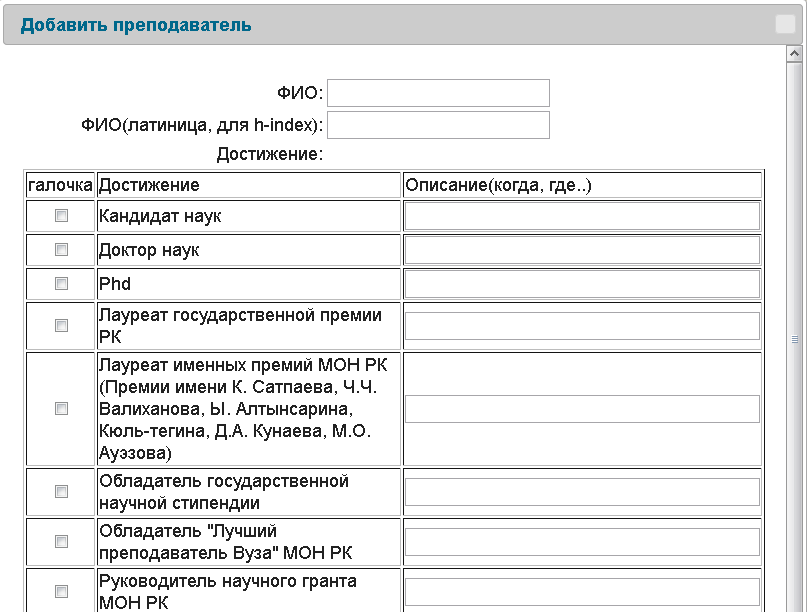 Добавить преподаватель
ФИО:
ФИО(латиница, для h-index):
Достижение:
галочка Достижение Описание(когда, где..)
Кандидат наук
Доктор наук
Phd
Лауреат государственной премии
РК
Лауреат именных премий МОН РК
(Премии имени К. Сатпаева, Ч.Ч.
Валиханова, Ы. Алтынсарина,
Кюль-тегина, Д.А. Кунаева, М.О.
Ауэзова)
Обладатель государственной
научной стипендии
Обладатель "Лучший
преподаватель Вуза" МОН РК
Руководитель научного гранта
МОН РК